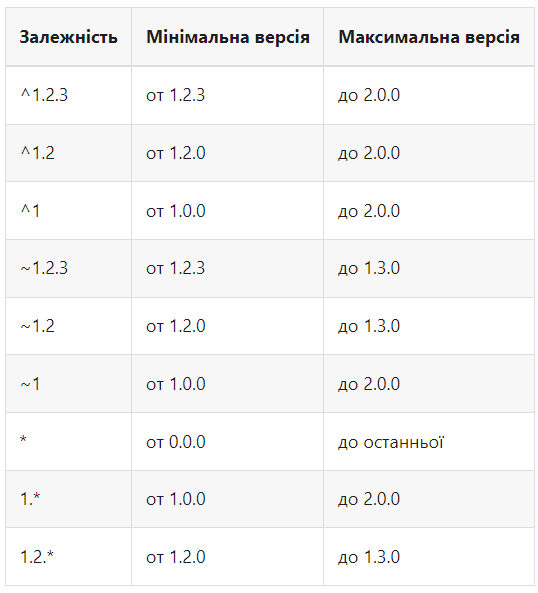 Залежність Мінімальна версія Максимальна версія
^1.2.3 от 1.2.3 до 2.0.0
^1.2 от 1.2.0 до 2.0.0
^1 от 1.0.0 до 2.0.0
~1.2.3 от 1.2.3 до 1.3.0
~1.2 от 1.2.0 до 1.3.0
~1 от 1.0.0 до 2.0.0
* от 0.0.0 до останньої
1.* от 1.0.0 до 2.0.0
1.2.* от 1.2.0 до 1.3.0